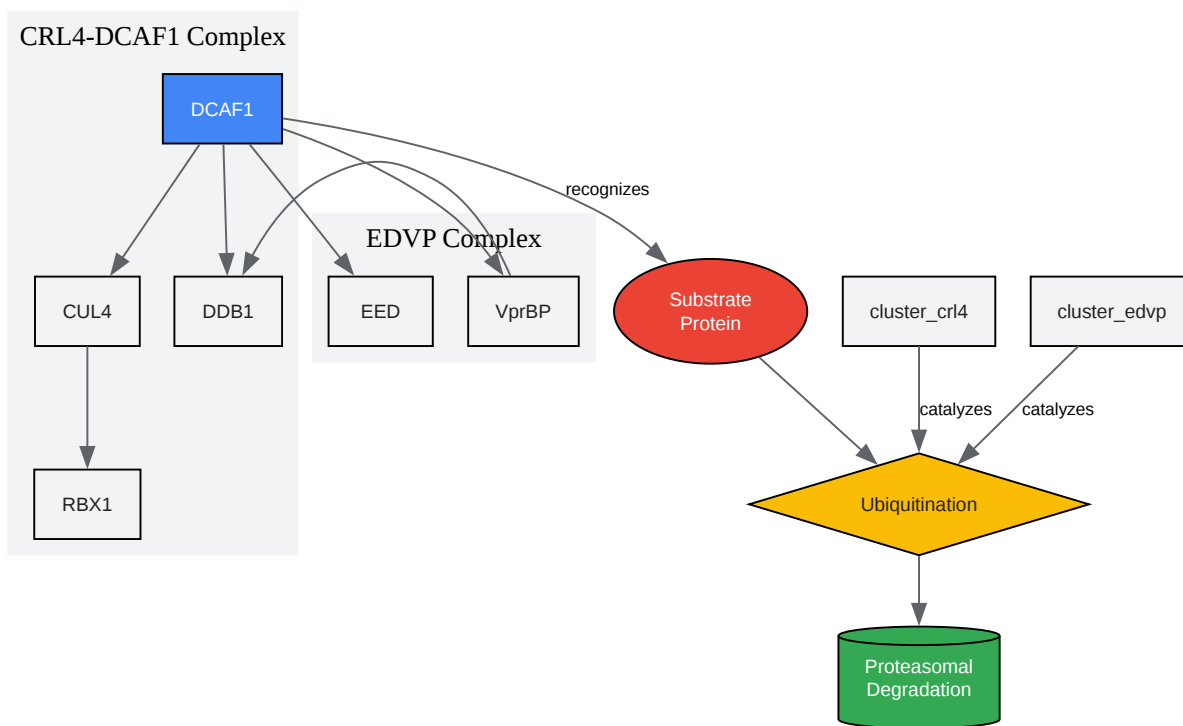 CRL4-DCAF1 Complex
DCAF1
recognizes
EDVP Complex
CUL4
DDB1
EED
VprBP
Substrate
Protein
cluster_crl4
cluster_edvp
catalyzes
catalyzes
RBX1
Ubiquitination
Proteasomal
Degradation